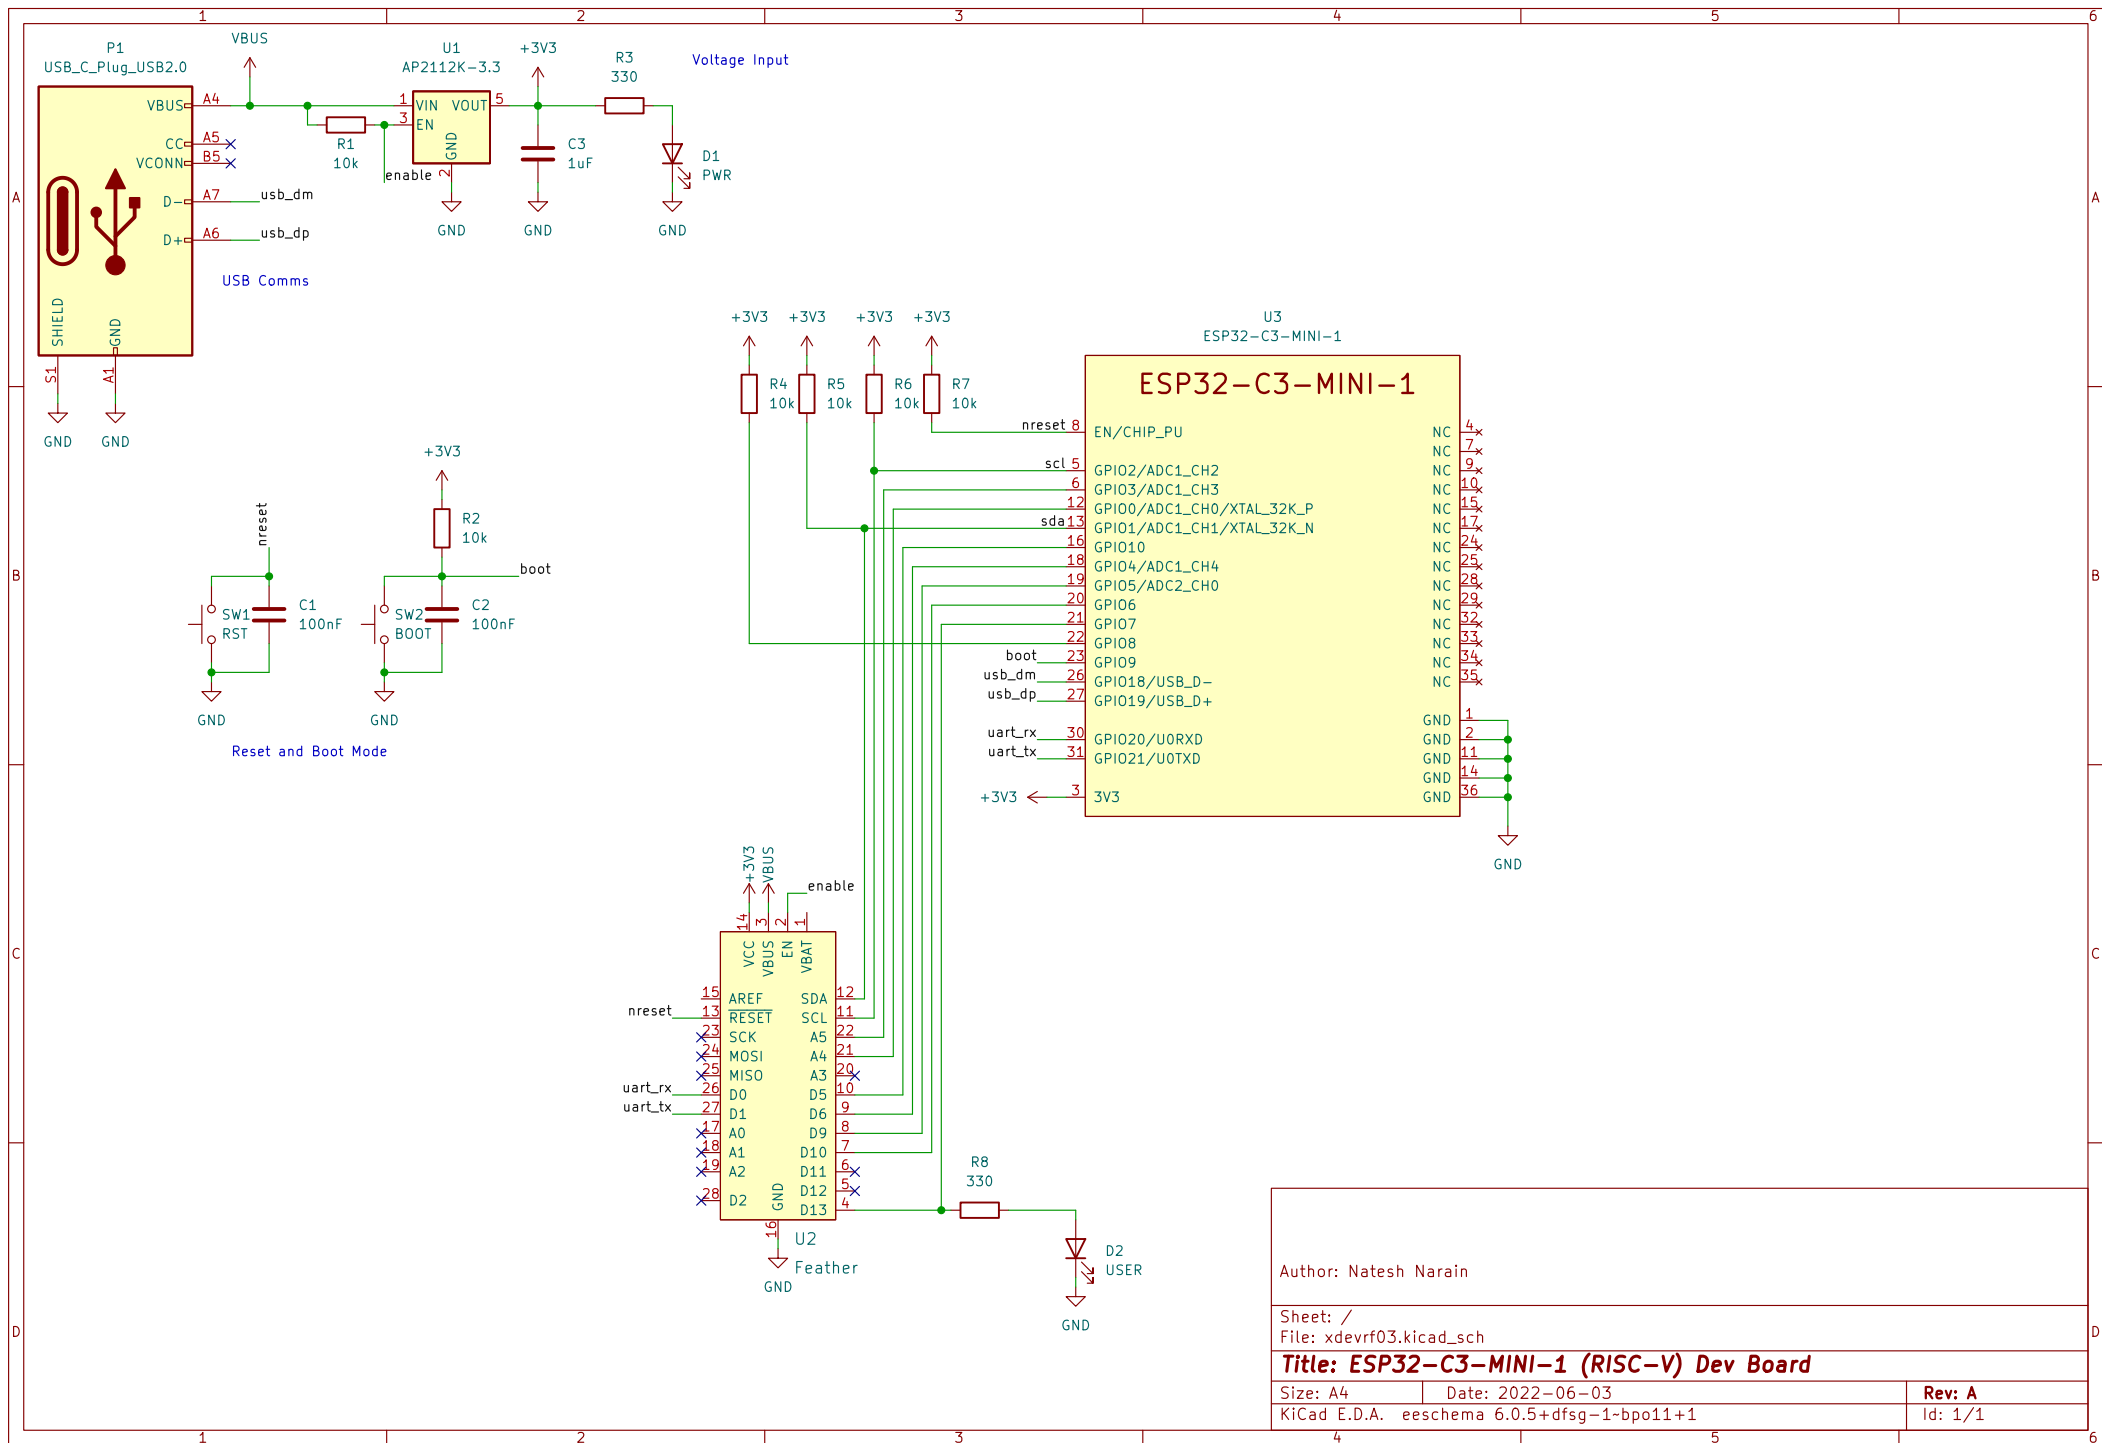 1 2 3 4 5 6
A B C D
A B C D
1 2 3 4 5 6
P1
USB_C_Plug_USB2.0
VBUS
VBUS A4
CC A5
VCONN B5
D- A7 usb_dm
D+ A6 usb_dp
SHIELD S1
GND A1
GND
GND
USB Comms
R1
10k
enable
U1
AP2112K-3.3
1 VIN VOUT 5
3 EN
GND 2
GND
+3V3
C3
1uF
GND
R3
330
D1
PWR
GND
Voltage Input
nreset
SW1
RST
C1
100nF
GND
+3V3
R2
10k
boot
SW2
BOOT
C2
100nF
GND
Reset and Boot Mode
+3V3 +3V3 +3V3 +3V3
R4 R5 R6 R7
10k 10k 10k 10k
U3
ESP32-C3-MINI-1
ESP32-C3-MINI-1
nreset 8 EN/CHIP_PU
scl 5 GPIO2/ADC1_CH2
6 GPIO3/ADC1_CH3
12 GPIO0/ADC1_CH0/XTAL_32K_P
sda 13 GPIO1/ADC1_CH1/XTAL_32K_N
16 GPIO10
18 GPIO4/ADC1_CH4
19 GPIO5/ADC2_CH0
20 GPIO6
21 GPIO7
22 GPIO8
boot 23 GPIO9
usb_dm 26 GPIO18/USB_D-
usb_dp 27 GPIO19/USB_D+
uart_rx 30 GPIO20/U0RXD
uart_tx 31 GPIO21/U0TXD
+3V3 3 3V3
NC 4
NC 7
NC 9
NC 10
NC 15
NC 17
NC 24
NC 25
NC 28
NC 29
NC 32
NC 33
NC 34
NC 35
GND 1
GND 2
GND 11
GND 14
GND 36
GND
+3V3 VBUS enable
14 3 2 1
VCC VBUS EN VBAT
15 AREF
nreset 13 RESET
23 SCK
24 MOSI
25 MISO
uart_rx 26 D0
uart_tx 27 D1
17 A0
18 A1
19 A2
28 D2
SDA 12
SCL 11
A5 22
A4 21
A3 20
D5 10
D6 9
D9 8
D10 7
D11 6
D12 5
D13 4
GND 16
GND
U2
Feather
R8
330
D2
USER
GND
Author: Natesh Narain
Sheet: /
File: xdevrf03.kicad_sch
Title: ESP32-C3-MINI-1 (RISC-V) Dev Board
Size: A4 Date: 2022-06-03 Rev: A
KiCad E.D.A. eeschema 6.0.5+dfsg-1~bpo11+1 Id: 1/1